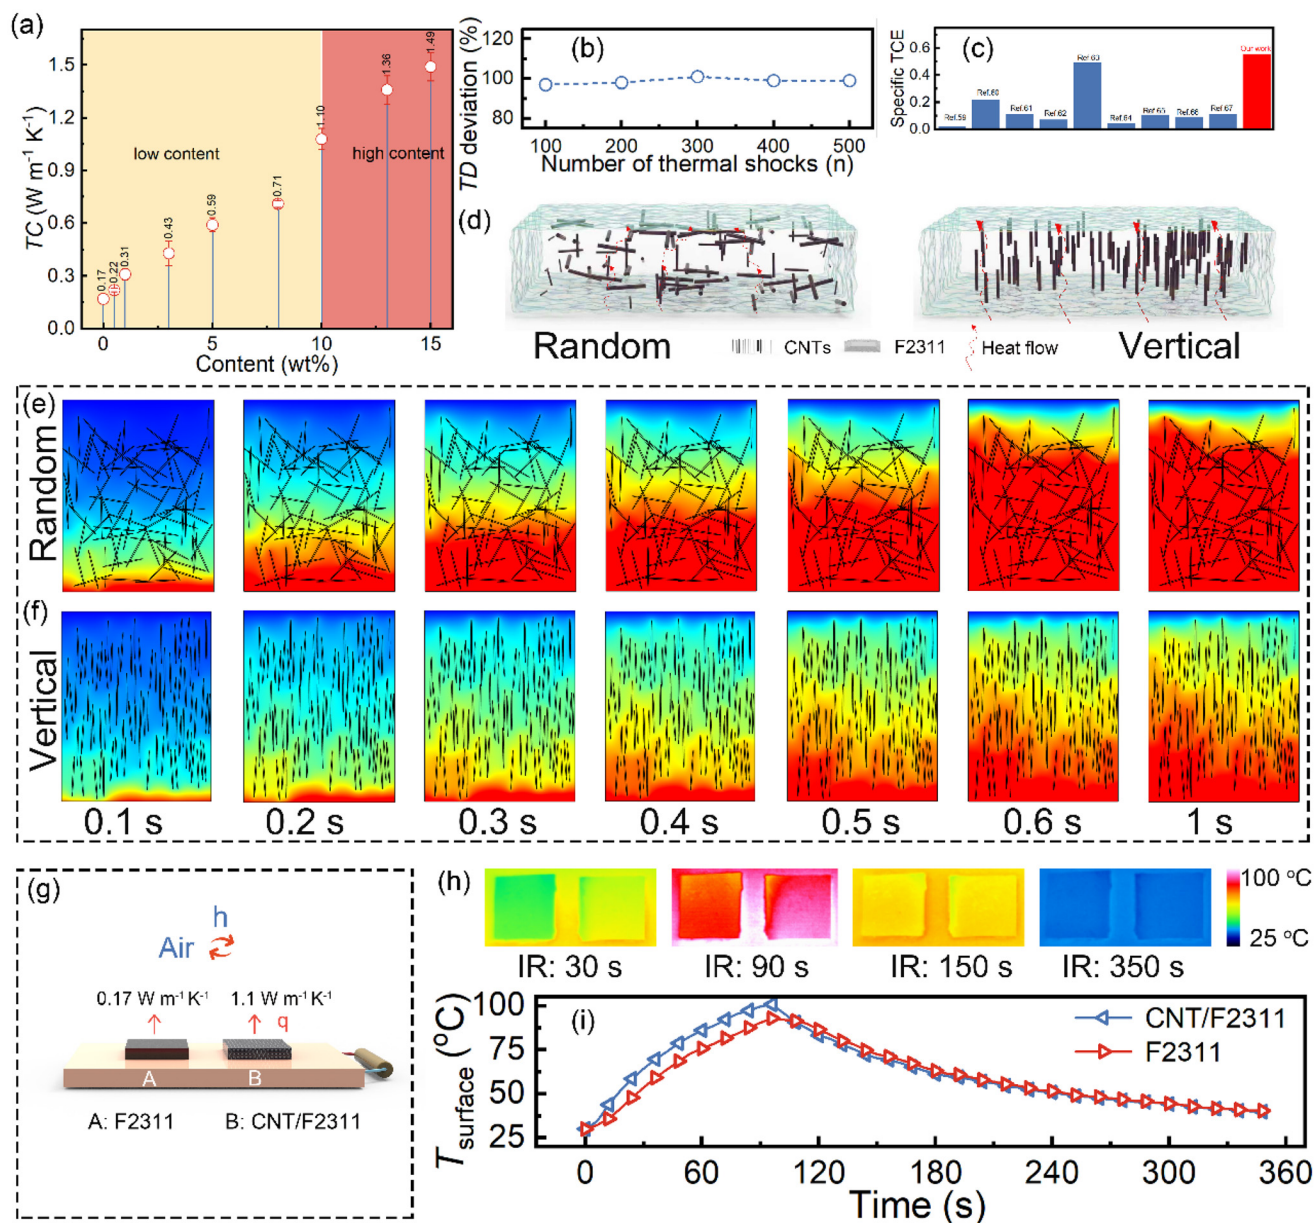 (a)
TC (W m⁻¹ K⁻¹)
1.5
1.2
0.9
0.6
0.3
0.0
0.17
0.22
0.31
0.43
0.59
0.71
1.10
1.36
1.49
low content
high content
0 5 10 15
Content (wt%)
(b)
TD deviation (%)
120
100
80
100 200 300 400 500
Number of thermal shocks (n)
(c)
Specific TCE
0.6
0.4
0.2
0.0
Ref.59
Ref.60
Ref.61
Ref.62
Ref.63
Ref.64
Ref.65
Ref.66
Ref.67
Our work
(d)
Random
CNTs
F2311
Heat flow
Vertical
(e)
Random
(f)
Vertical
0.1 s 0.2 s 0.3 s 0.4 s 0.5 s 0.6 s 1 s
(g)
h
Air
0.17 W m⁻¹ K⁻¹ 1.1 W m⁻¹ K⁻¹
q
A B
A: F2311 B: CNT/F2311
(h)
100 °C
25 °C
IR: 30 s IR: 90 s IR: 150 s IR: 350 s
(i)
T surface (°C)
100
75
50
25
CNT/F2311
F2311
0 60 120 180 240 300 360
Time (s)